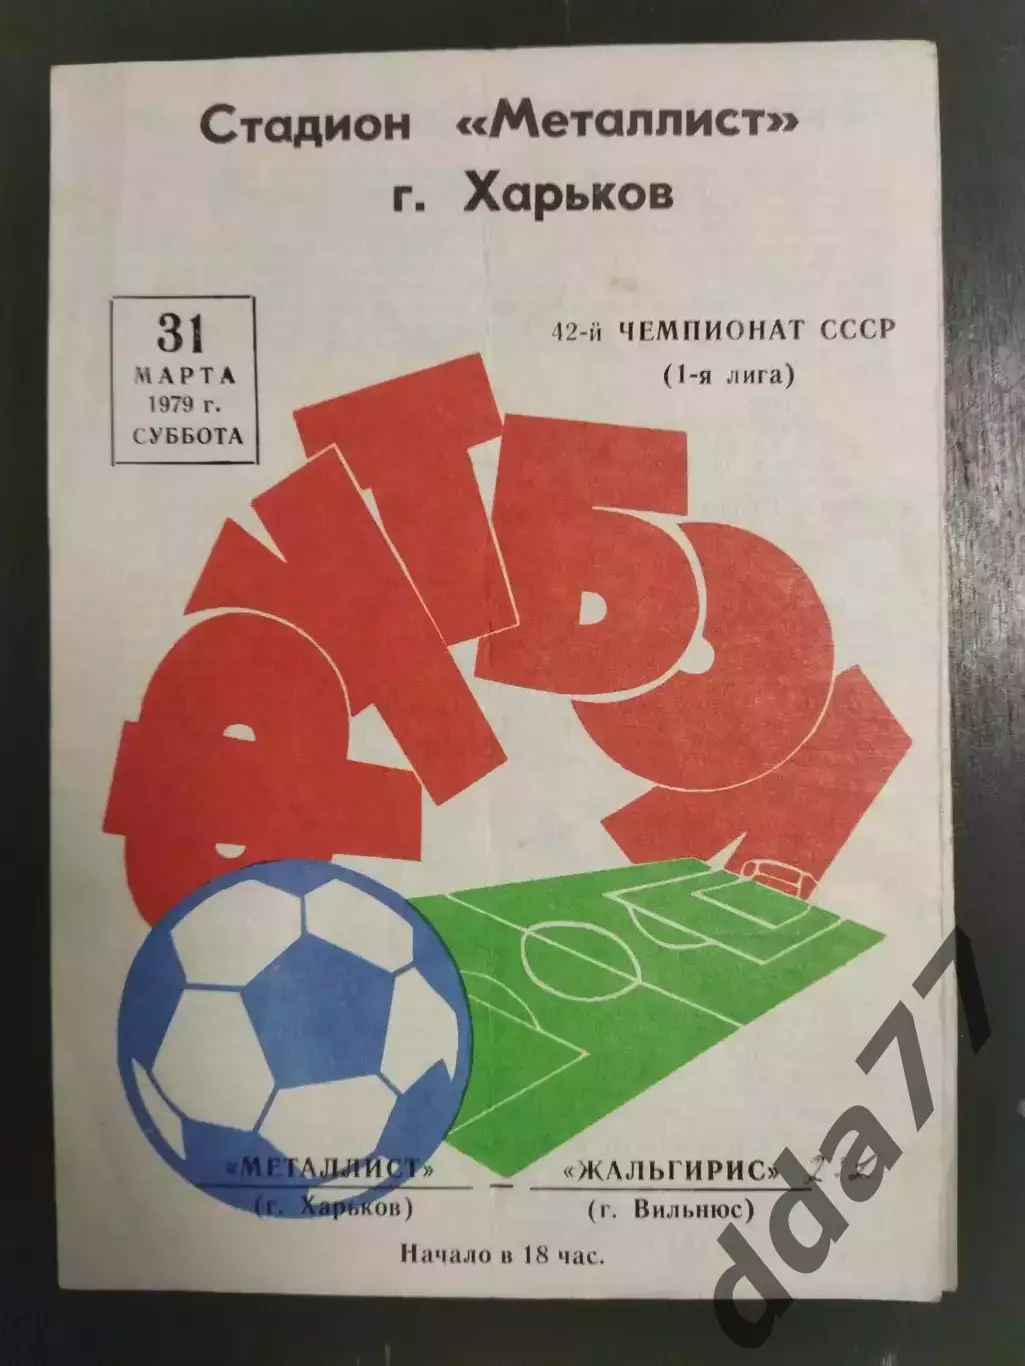 Стадион «Металлист»
г. Харьков
31
МАРТА
1979 г.
СУББОТА
42-й ЧЕМПИОНАТ СССР
(1-я лига)
ФУТБОЛ
«МЕТАЛЛИСТ» — «ЖАЛЬГИРИС»
(г. Харьков) (г. Вильнюс)
Начало в 18 час.
dda77